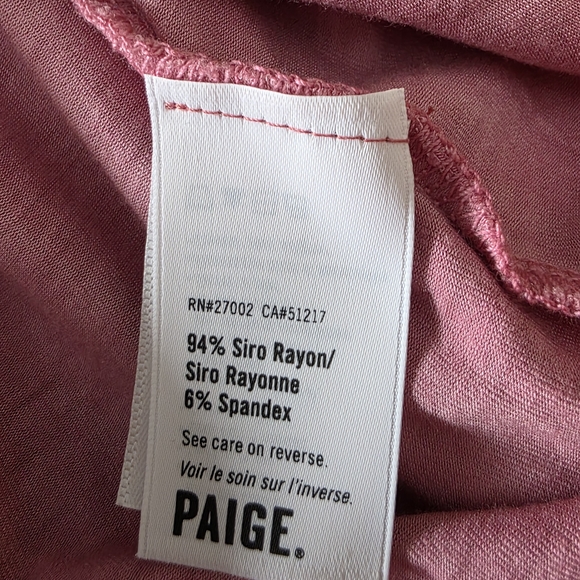 RN#27002 CA#51217
94% Siro Rayon/
Siro Rayonne
6% Spandex
See care on reverse.
Voir le soin sur l'inverse.
PAIGE.